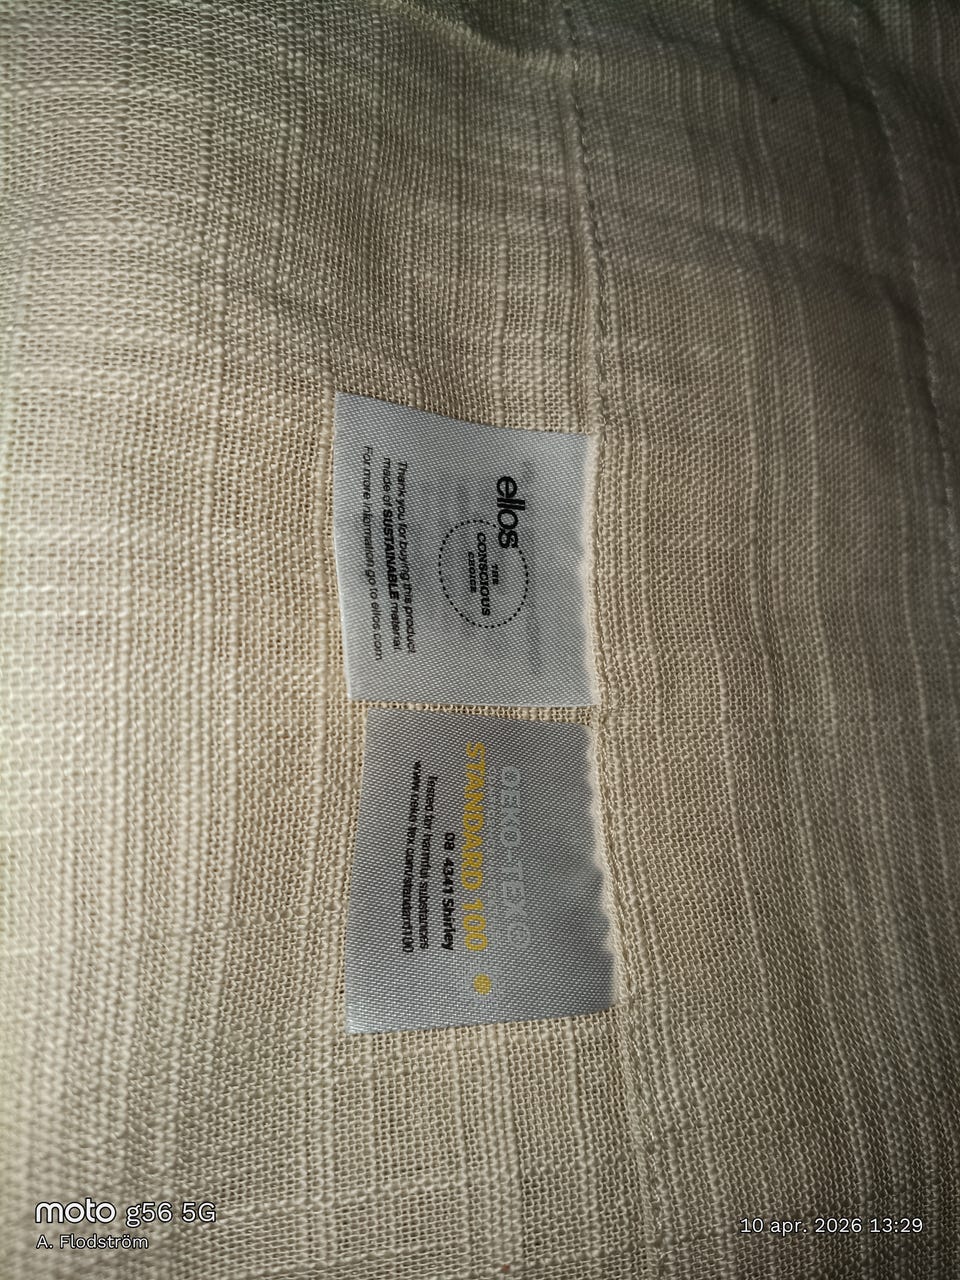 ellos
THE
CONSCIOUS
CHOICE
Thank you for buying this product
made of SUSTAINABLE material
For more information go to ellos.com
OEKO-TEX®
STANDARD 100
08 4341 Shirley
Tested for harmful substances
www.oeko-tex.com/standard100
moto g56 5G
A. Flodström
10 apr. 2026 13:29